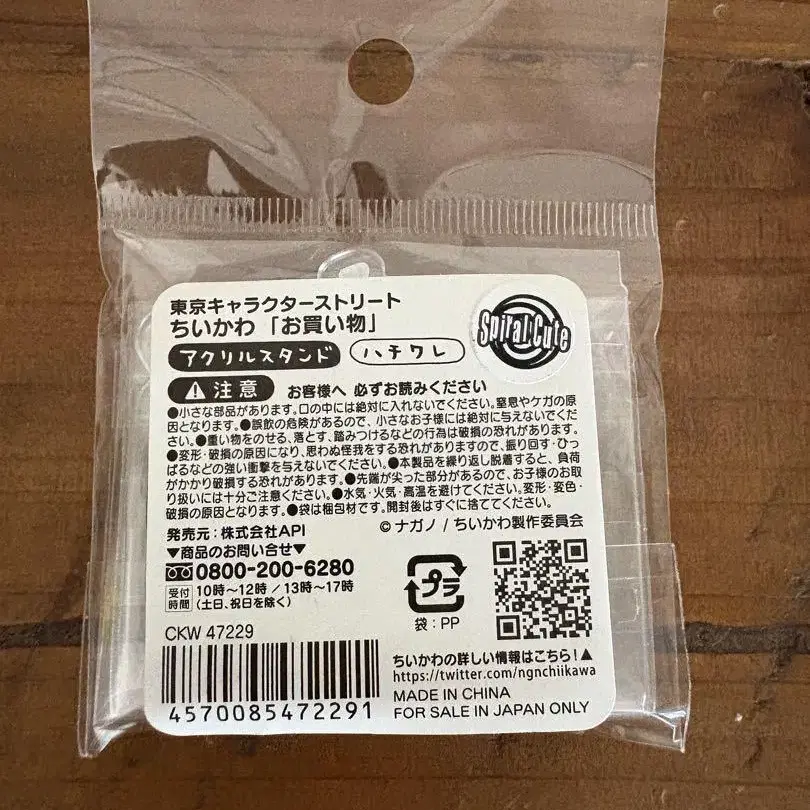 東京キャラクターストリート
ちいかわ「お買い物」
アクリルスタンド ハチワレ
Spiral Cute
注意 お客様へ 必ずお読みください
●小さな部品があります。口の中には絶対に入れないでください。窒息やケガの原
因となります。●誤飲の危険があるので、小さなお子様には絶対に与えないでくだ
さい。●重い物をのせる、落とす、踏みつけるなどの行為は破損の恐れがあります。
●変形・破損の原因になり、思わぬ怪我をする恐れがありますので、振り回す・ひっ
ぱるなどの強い衝撃を与えないでください。●本製品を繰り返し脱着すると、負荷
がかかり破損する恐れがあります。●先端が尖った部分があるので、お子様のお取
り扱いには十分ご注意ください。●水気・火気・高温を避けてください。変形・変色・
破損の原因となります。●袋は梱包材です。開封後はすぐに捨ててください。
発売元：株式会社API
©ナガノ / ちいかわ製作委員会
▼商品のお問い合せ▼
0800-200-6280
受付時間 10時〜12時 / 13時〜17時
(土日、祝日を除く)
プラ
袋：PP
CKW 47229
4570085472291
ちいかわの詳しい情報はこちら!▲
https://twitter.com/ngnchiikawa
MADE IN CHINA
FOR SALE IN JAPAN ONLY